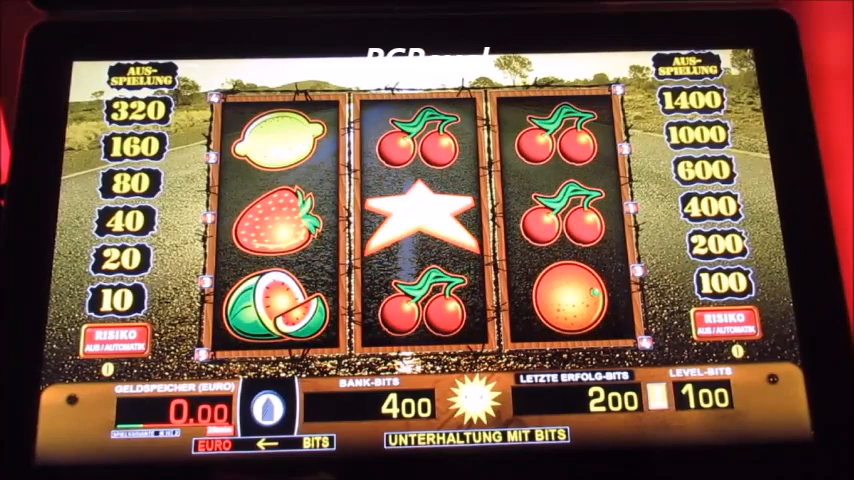 AUS-
SPIELUNG
320
160
80
40
20
10
RISIKO
AUS / AUTOMATIK
0
AUS-
SPIELUNG
1400
1000
600
400
200
100
RISIKO
AUS / AUTOMATIK
0
GELDSPEICHER (EURO)
0.00
BANK-BITS
400
LETZTE ERFOLG-BITS
200
LEVEL-BITS
100
EURO ← BITS
UNTERHALTUNG MIT BITS